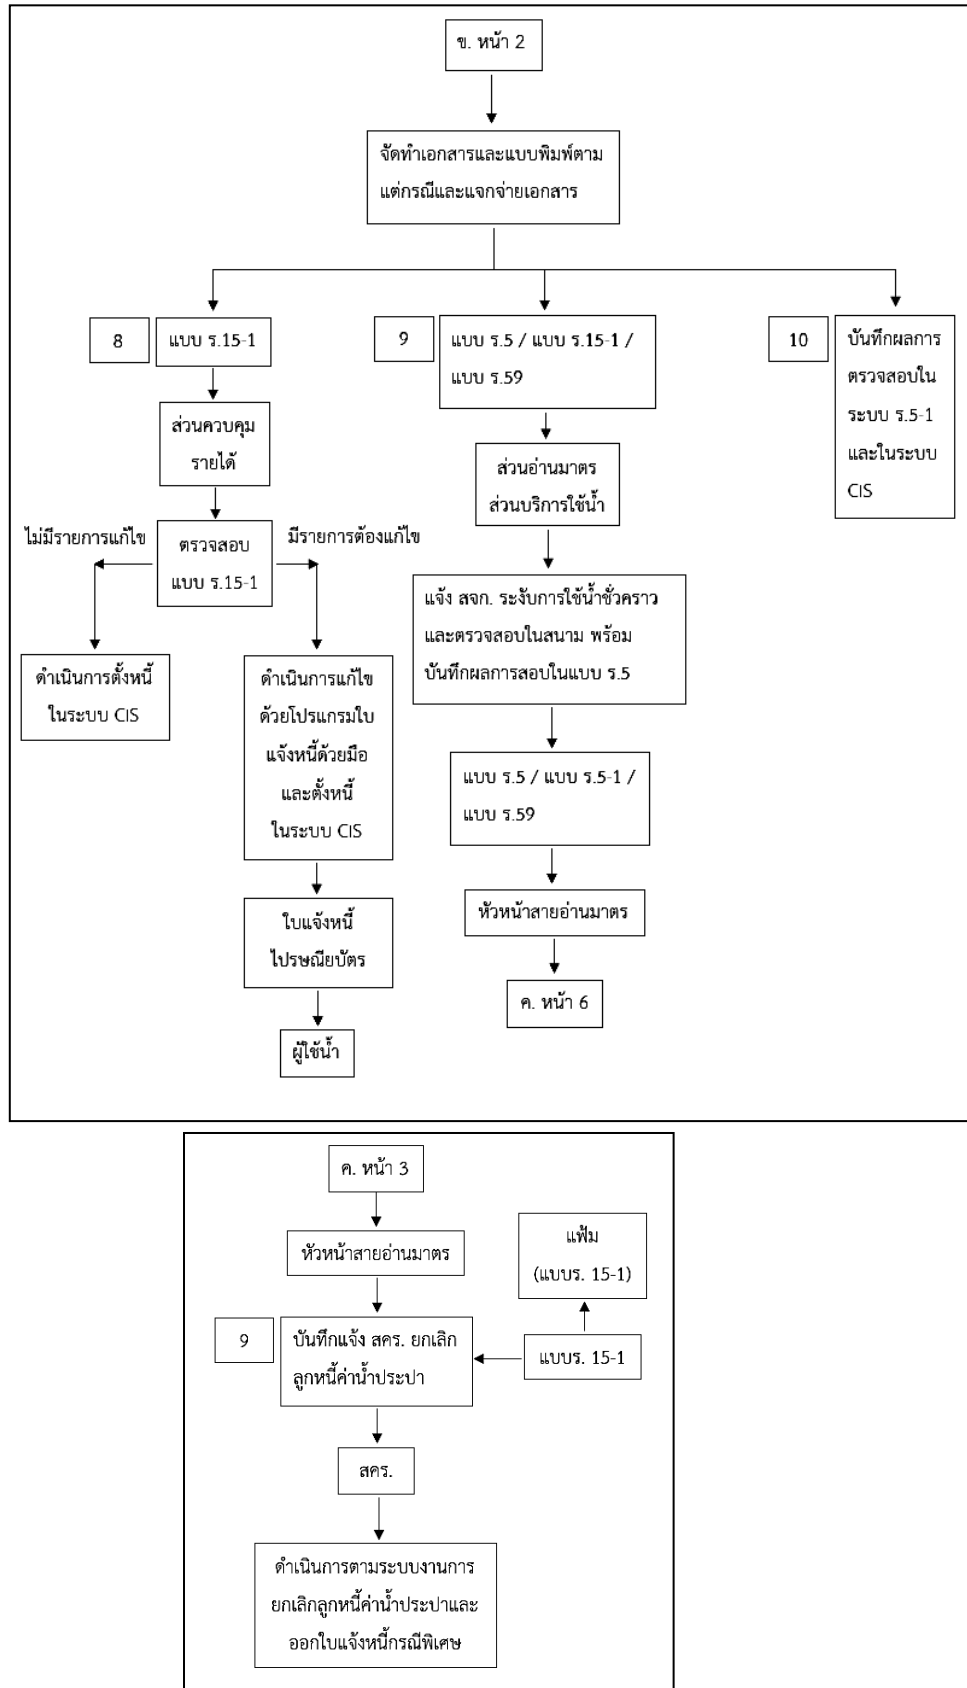 ข. หน้า 2
จัดทำเอกสารและแบบพิมพ์ตาม
แต่กรณีและแจกจ่ายเอกสาร
8
แบบ ร.15-1
ส่วนควบคุม
รายได้
ไม่มีรายการแก้ไข
ตรวจสอบ
แบบ ร.15-1
มีรายการต้องแก้ไข
ดำเนินการตั้งหนี้
ในระบบ CIS
ดำเนินการแก้ไข
ด้วยโปรแกรมใบ
แจ้งหนี้ด้วยมือ
และตั้งหนี้
ในระบบ CIS
ใบแจ้งหนี้
ไปรษณียบัตร
ผู้ใช้น้ำ
9
แบบ ร.5 / แบบ ร.15-1 /
แบบ ร.59
ส่วนอ่านมาตร
ส่วนบริการใช้น้ำ
แจ้ง สจก. ระงับการใช้น้ำชั่วคราว
และตรวจสอบในสนาม พร้อม
บันทึกผลการสอบในแบบ ร.5
แบบ ร.5 / แบบ ร.5-1 /
แบบ ร.59
หัวหน้าสายอ่านมาตร
ค. หน้า 6
10
บันทึกผลการ
ตรวจสอบใน
ระบบ ร.5-1
และในระบบ
CIS
ค. หน้า 3
หัวหน้าสายอ่านมาตร
แฟ้ม
(แบบร. 15-1)
9
บันทึกแจ้ง สคร. ยกเลิก
ลูกหนี้ค่าน้ำประปา
แบบร. 15-1
สคร.
ดำเนินการตามระบบงานการ
ยกเลิกลูกหนี้ค่าน้ำประปาและ
ออกใบแจ้งหนี้กรณีพิเศษ